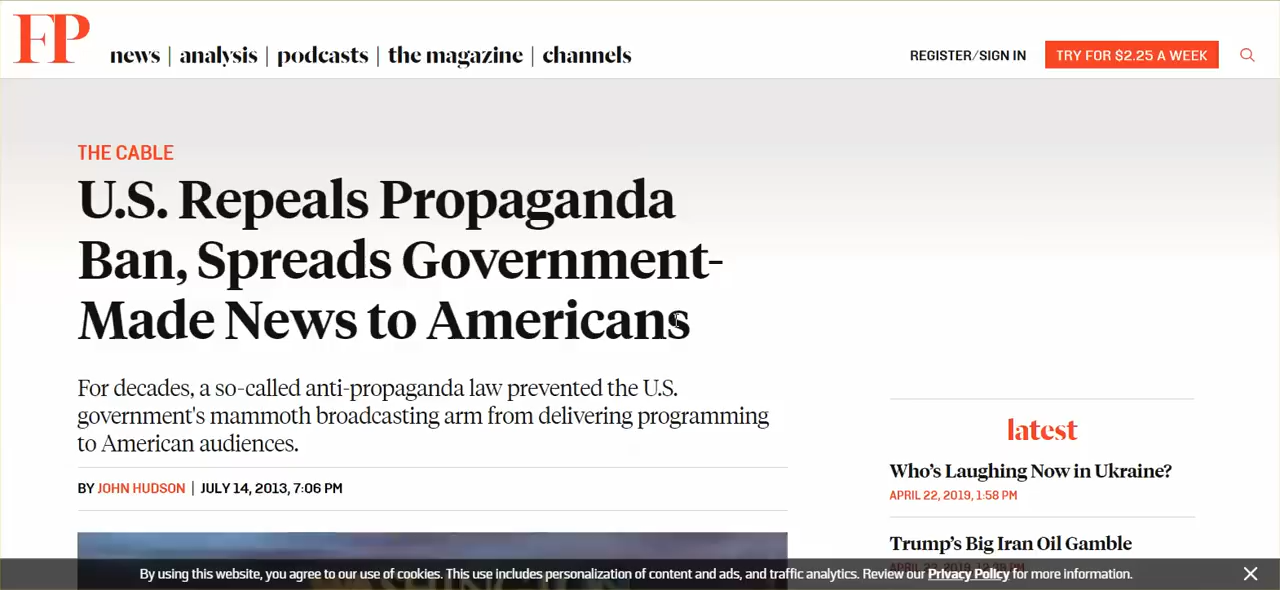 FP
news | analysis | podcasts | the magazine | channels
REGISTER/SIGN IN
TRY FOR $2.25 A WEEK
THE CABLE
U.S. Repeals Propaganda
Ban, Spreads Government-
Made News to Americans
For decades, a so-called anti-propaganda law prevented the U.S.
government's mammoth broadcasting arm from delivering programming
to American audiences.
BY JOHN HUDSON | JULY 14, 2013, 7:06 PM
latest
Who's Laughing Now in Ukraine?
APRIL 22, 2019, 1:58 PM
Trump's Big Iran Oil Gamble
By using this website, you agree to our use of cookies. This use includes personalization of content and ads, and traffic analytics. Review our Privacy Policy for more information.